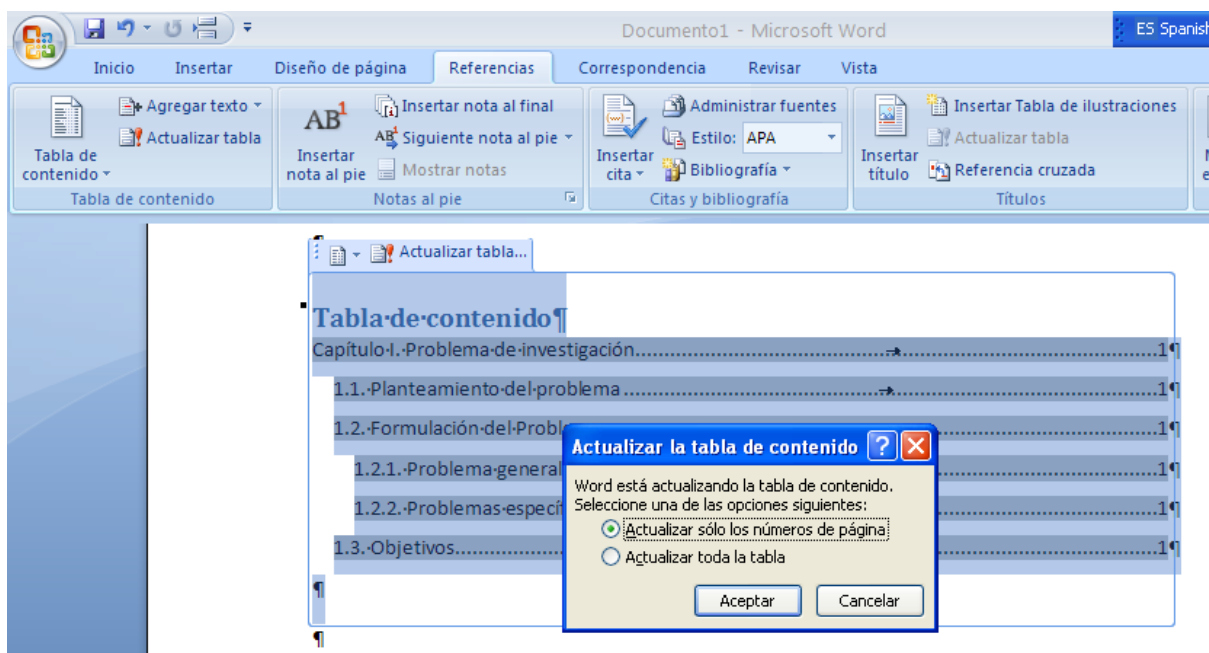 Documento1 - Microsoft Word
ES Spanish
Inicio Insertar Diseño de página Referencias Correspondencia Revisar Vista
Tabla de contenido
Agregar texto
Actualizar tabla
Tabla de contenido
AB1
Insertar nota al pie
Insertar nota al final
AB1 Siguiente nota al pie
Mostrar notas
Notas al pie
Insertar cita
Administrar fuentes
Estilo: APA
Bibliografía
Citas y bibliografía
Insertar título
Insertar Tabla de ilustraciones
Actualizar tabla
Referencia cruzada
Títulos
Actualizar tabla...
Tabla·de·contenido¶
Capítulo·I.·Problema·de·investigación..........→..........1¶
1.1.·Planteamiento·del·problema..........→..........1¶
1.2.·Formulación·del·Probl ..........1¶
1.2.1.·Problema·general ..........1¶
1.2.2.·Problemas·especif ..........1¶
1.3.·Objetivos.......... ..........1¶
¶
¶
Actualizar la tabla de contenido ?
Word está actualizando la tabla de contenido.
Seleccione una de las opciones siguientes:
Actualizar sólo los números de página
Actualizar toda la tabla
Aceptar Cancelar